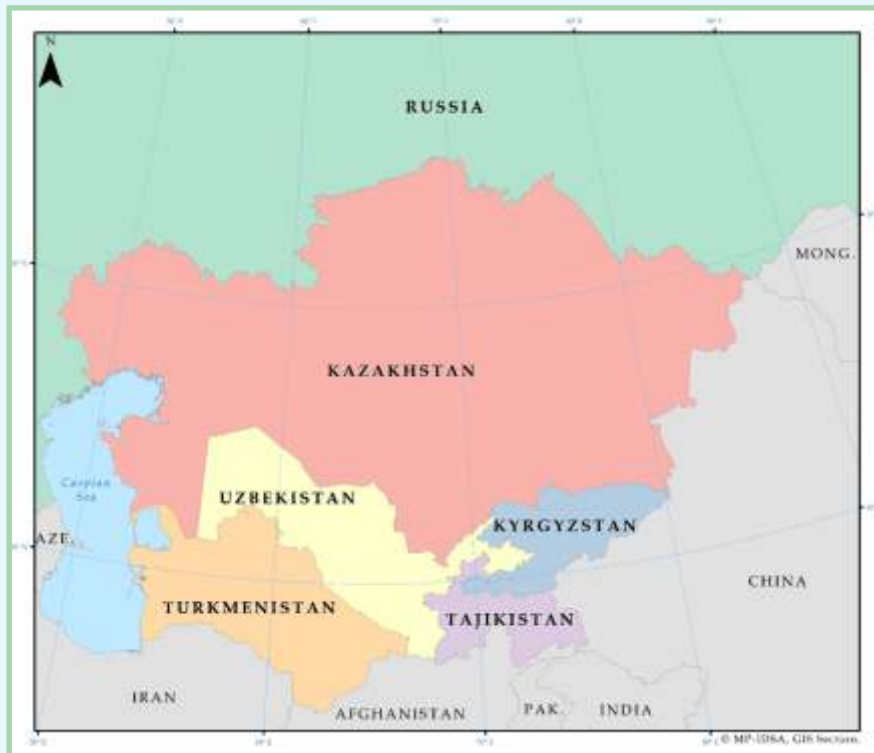 N
RUSSIA
MONG.
KAZAKHSTAN
Caspian
Sea
UZBEKISTAN
KYRGYZSTAN
AZE.
CHINA
TURKMENISTAN
TAJIKISTAN
IRAN
AFGHANISTAN
PAK.
INDIA
© MP-IDSA, GIS Section.